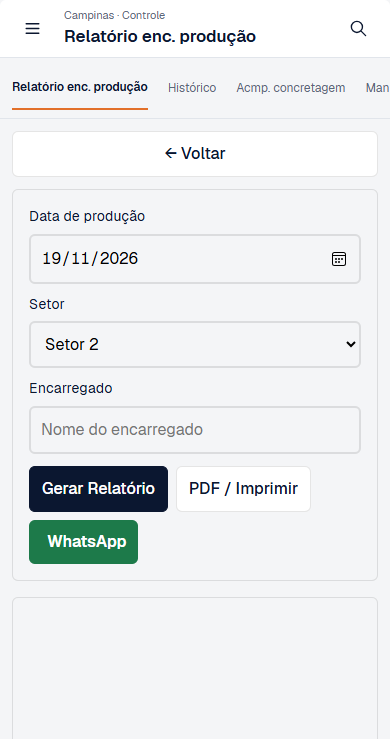 Campinas · Controle
Relatório enc. produção
Relatório enc. produção Histórico Acmp. concretagem Man
← Voltar
Data de produção
19/11/2026
Setor
Setor 2
Encarregado
Nome do encarregado
Gerar Relatório PDF / Imprimir
WhatsApp